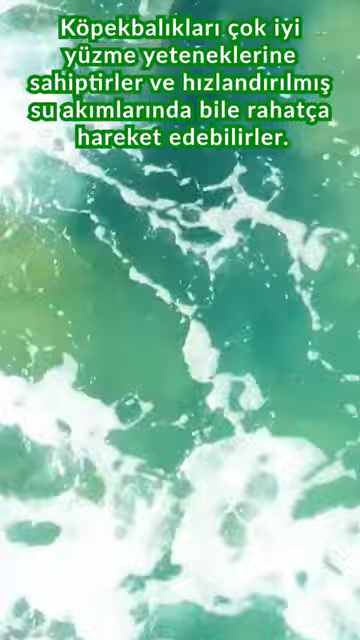 Köpekbalıkları çok iyi
yüzme yeteneklerine
sahiptirler ve hızlandırılmış
su akımlarında bile rahatça
hareket edebilirler.